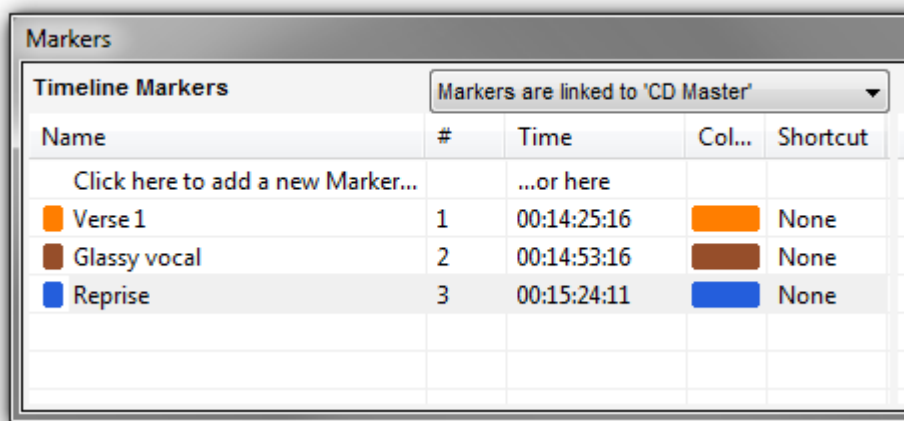 Markers
Timeline Markers Markers are linked to 'CD Master'
Name # Time Col... Shortcut
Click here to add a new Marker... ...or here
Verse 1 1 00:14:25:16 None
Glassy vocal 2 00:14:53:16 None
Reprise 3 00:15:24:11 None